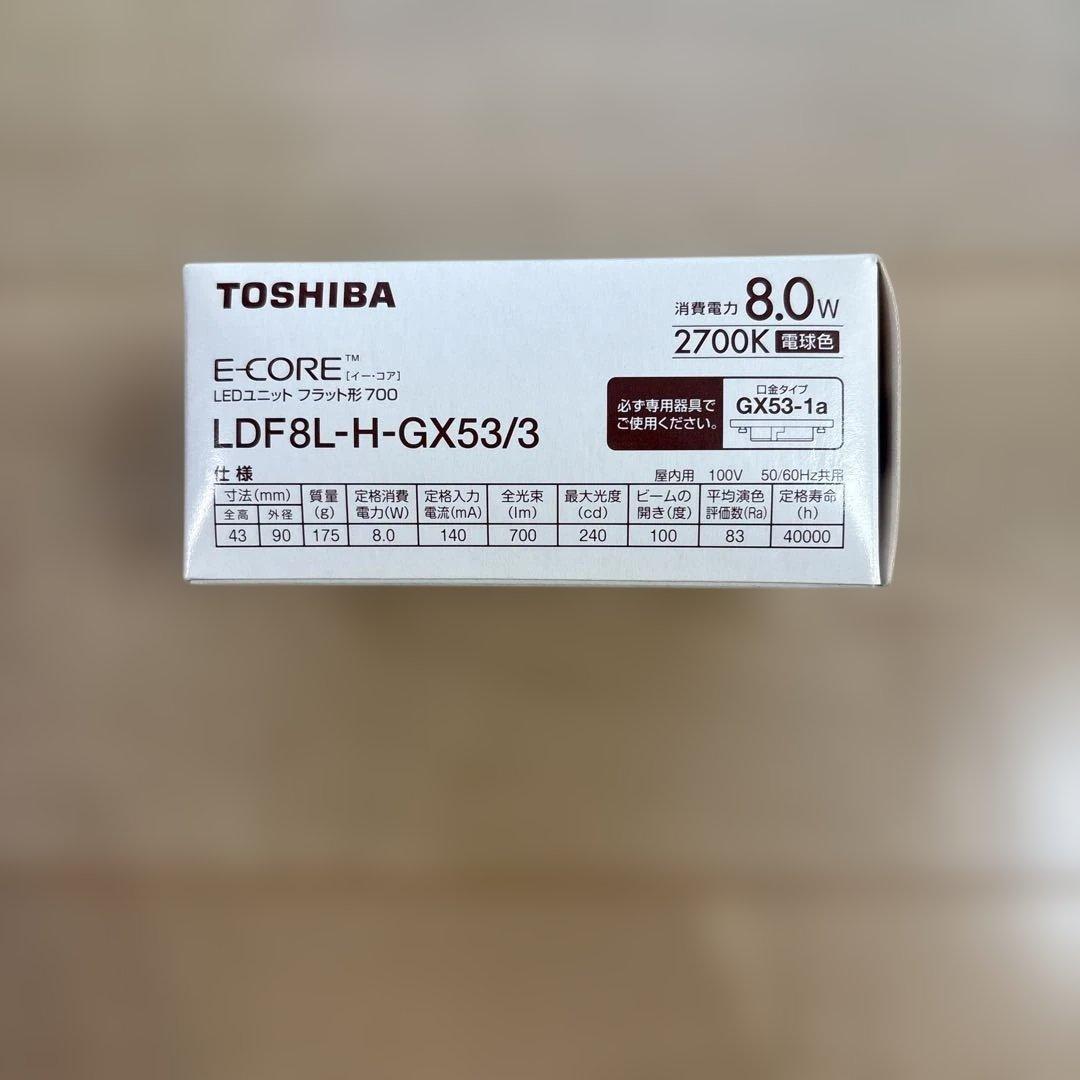 TOSHIBA
消費電力 8.0W
2700K 電球色
E-CORE™ [イー・コア]
LEDユニット フラット形 700
LDF8L-H-GX53/3
必ず専用器具で
ご使用ください。
口金タイプ
GX53-1a
仕様
屋内用 100V 50/60Hz共用
寸法(mm) 質量(g) 定格消費電力(W) 定格入力電流(mA) 全光束(lm) 最大光度(cd) ビームの開き(度) 平均演色評価数(Ra) 定格寿命(h)
全高 外径
43 90 175 8.0 140 700 240 100 83 40000